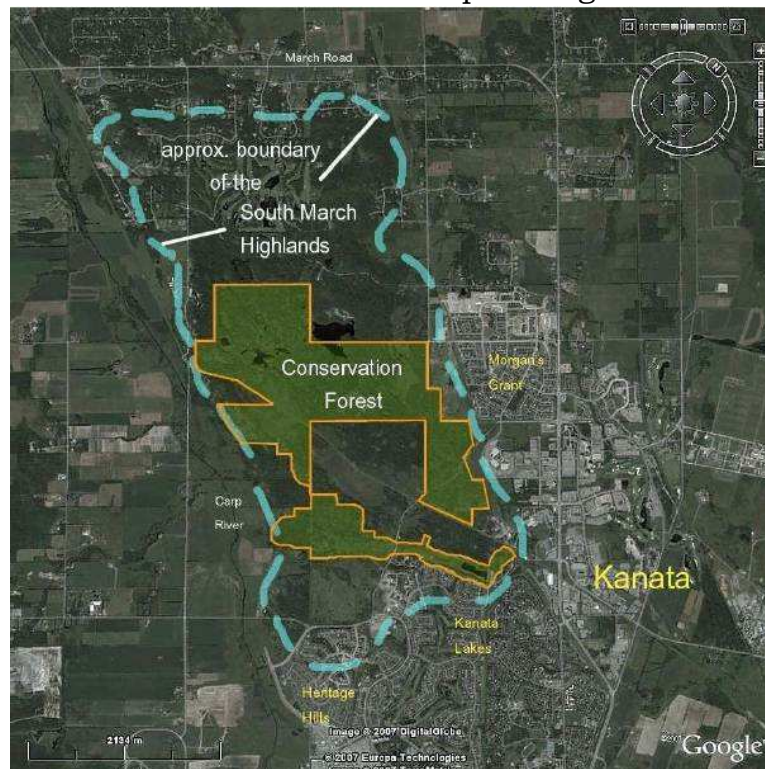 March Road
N
approx. boundary
of the
South March
Highlands
Conservation
Forest
Morgan's
Grant
Carp
River
Kanata
Kanata
Lakes
Heritage
Hills
2134 m
Image © 2007 DigitalGlobe
© 2007 Europa Technologies
©2007 Google